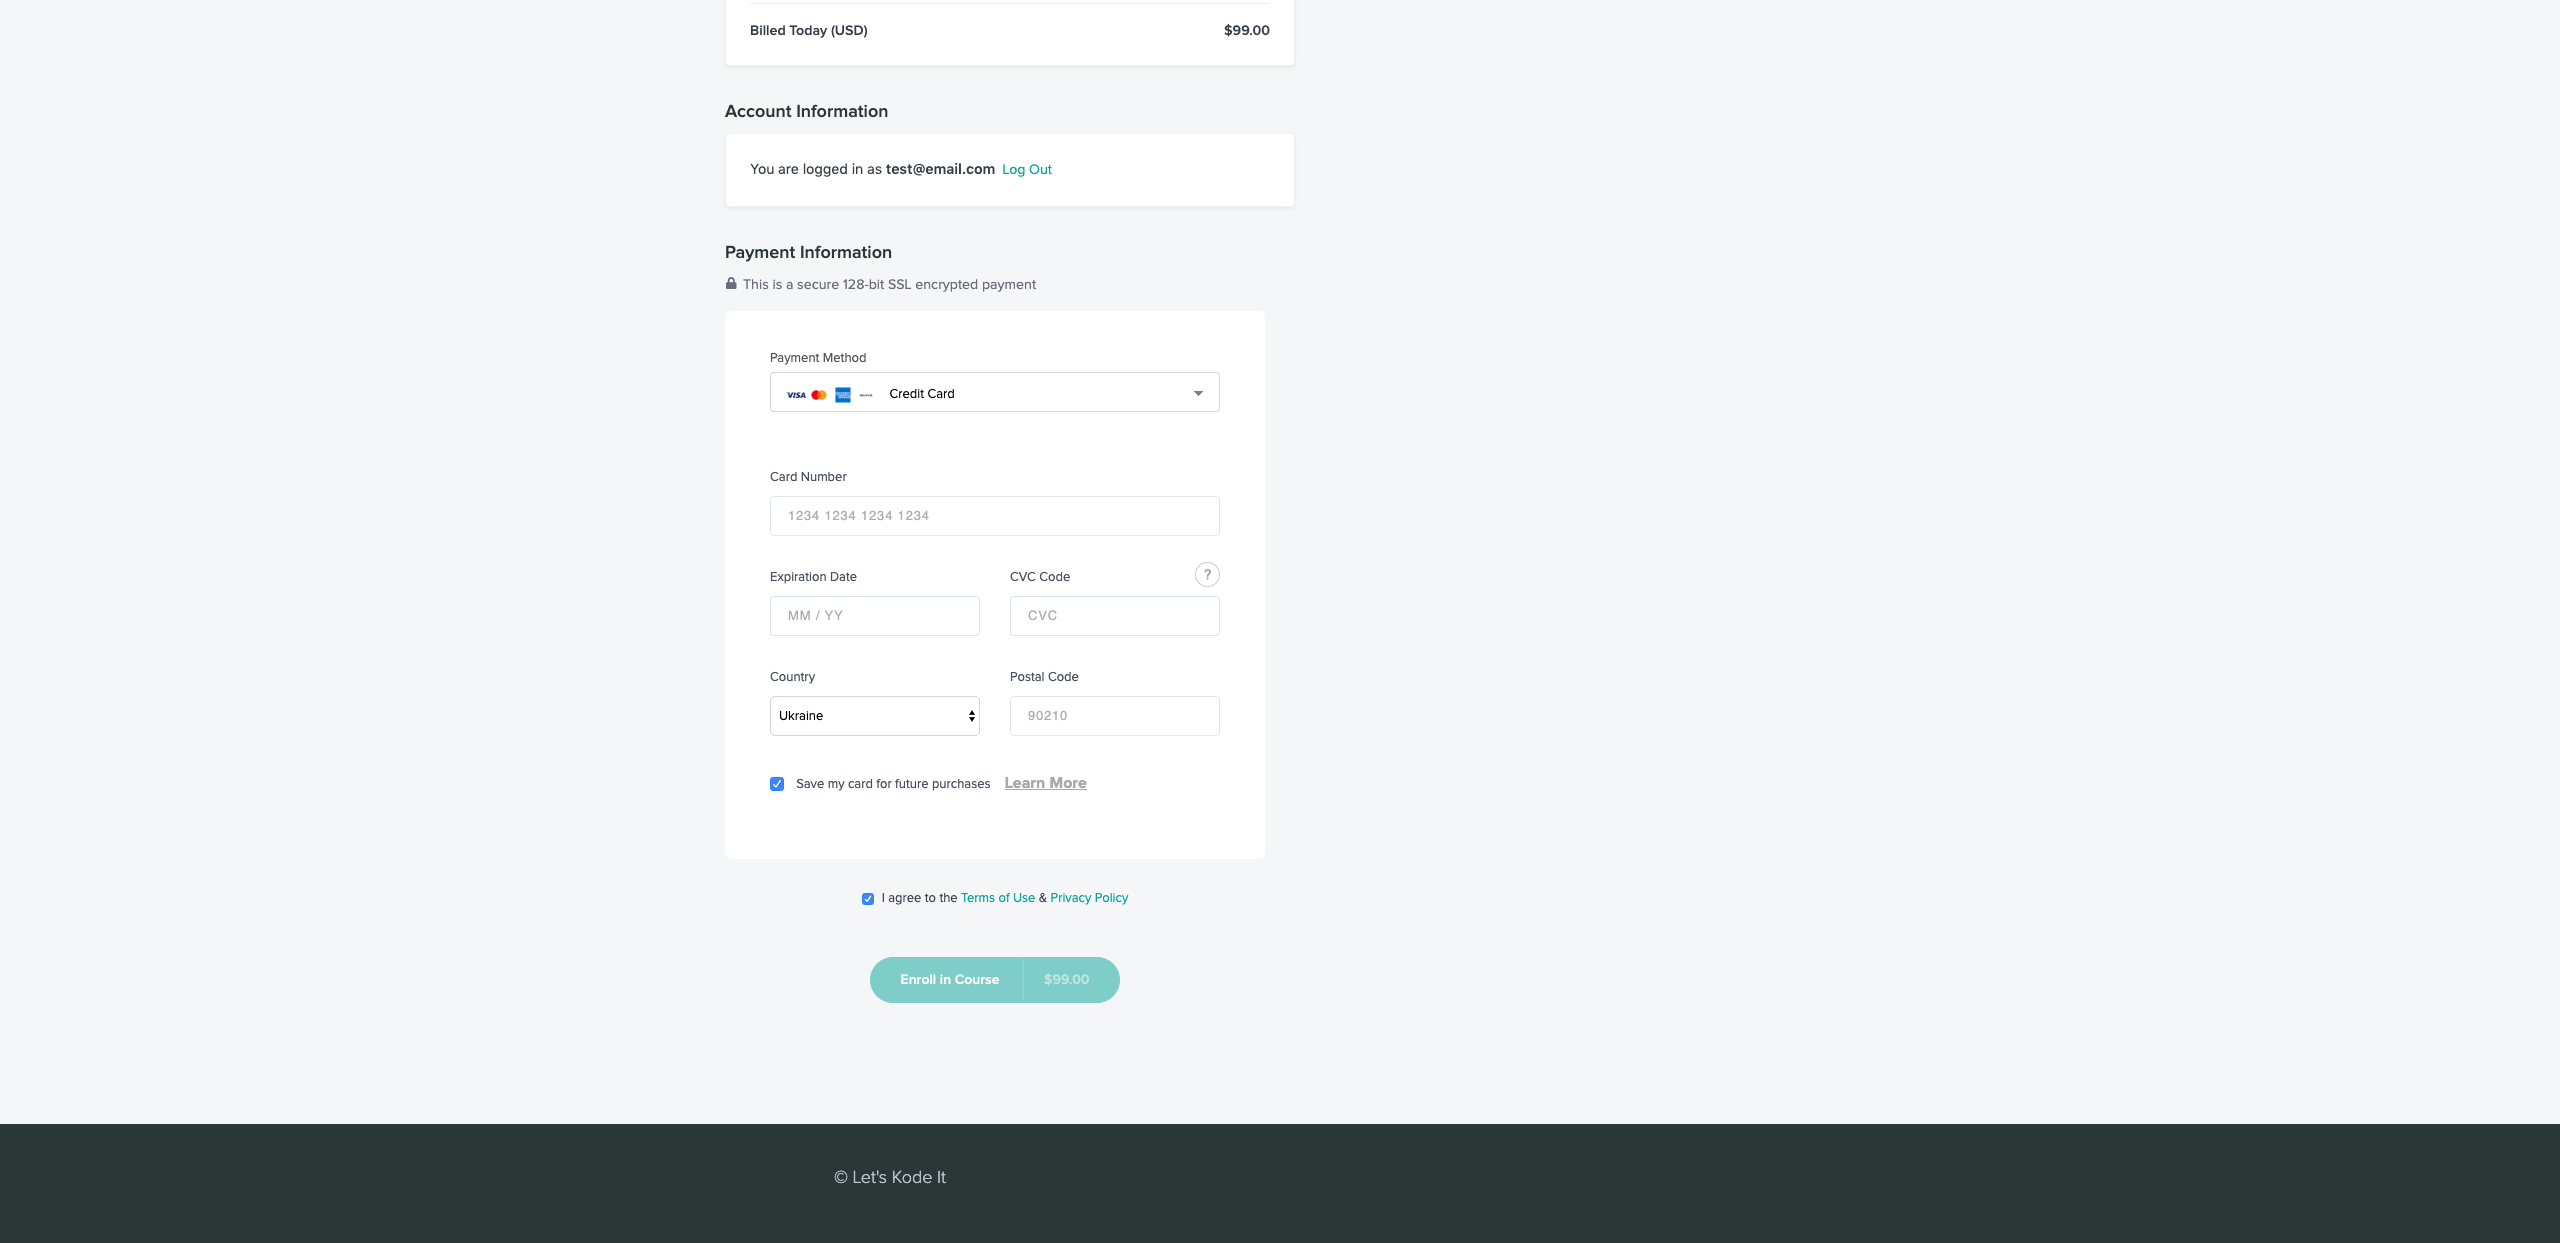 Billed Today (USD) $99.00
Account Information
You are logged in as test@email.com Log Out
Payment Information
This is a secure 128-bit SSL encrypted payment
Payment Method
VISA Credit Card
Card Number
1234 1234 1234 1234
Expiration Date CVC Code ?
MM / YY CVC
Country Postal Code
Ukraine 90210
Save my card for future purchases Learn More
I agree to the Terms of Use & Privacy Policy
Enroll in Course $99.00
© Let's Kode It